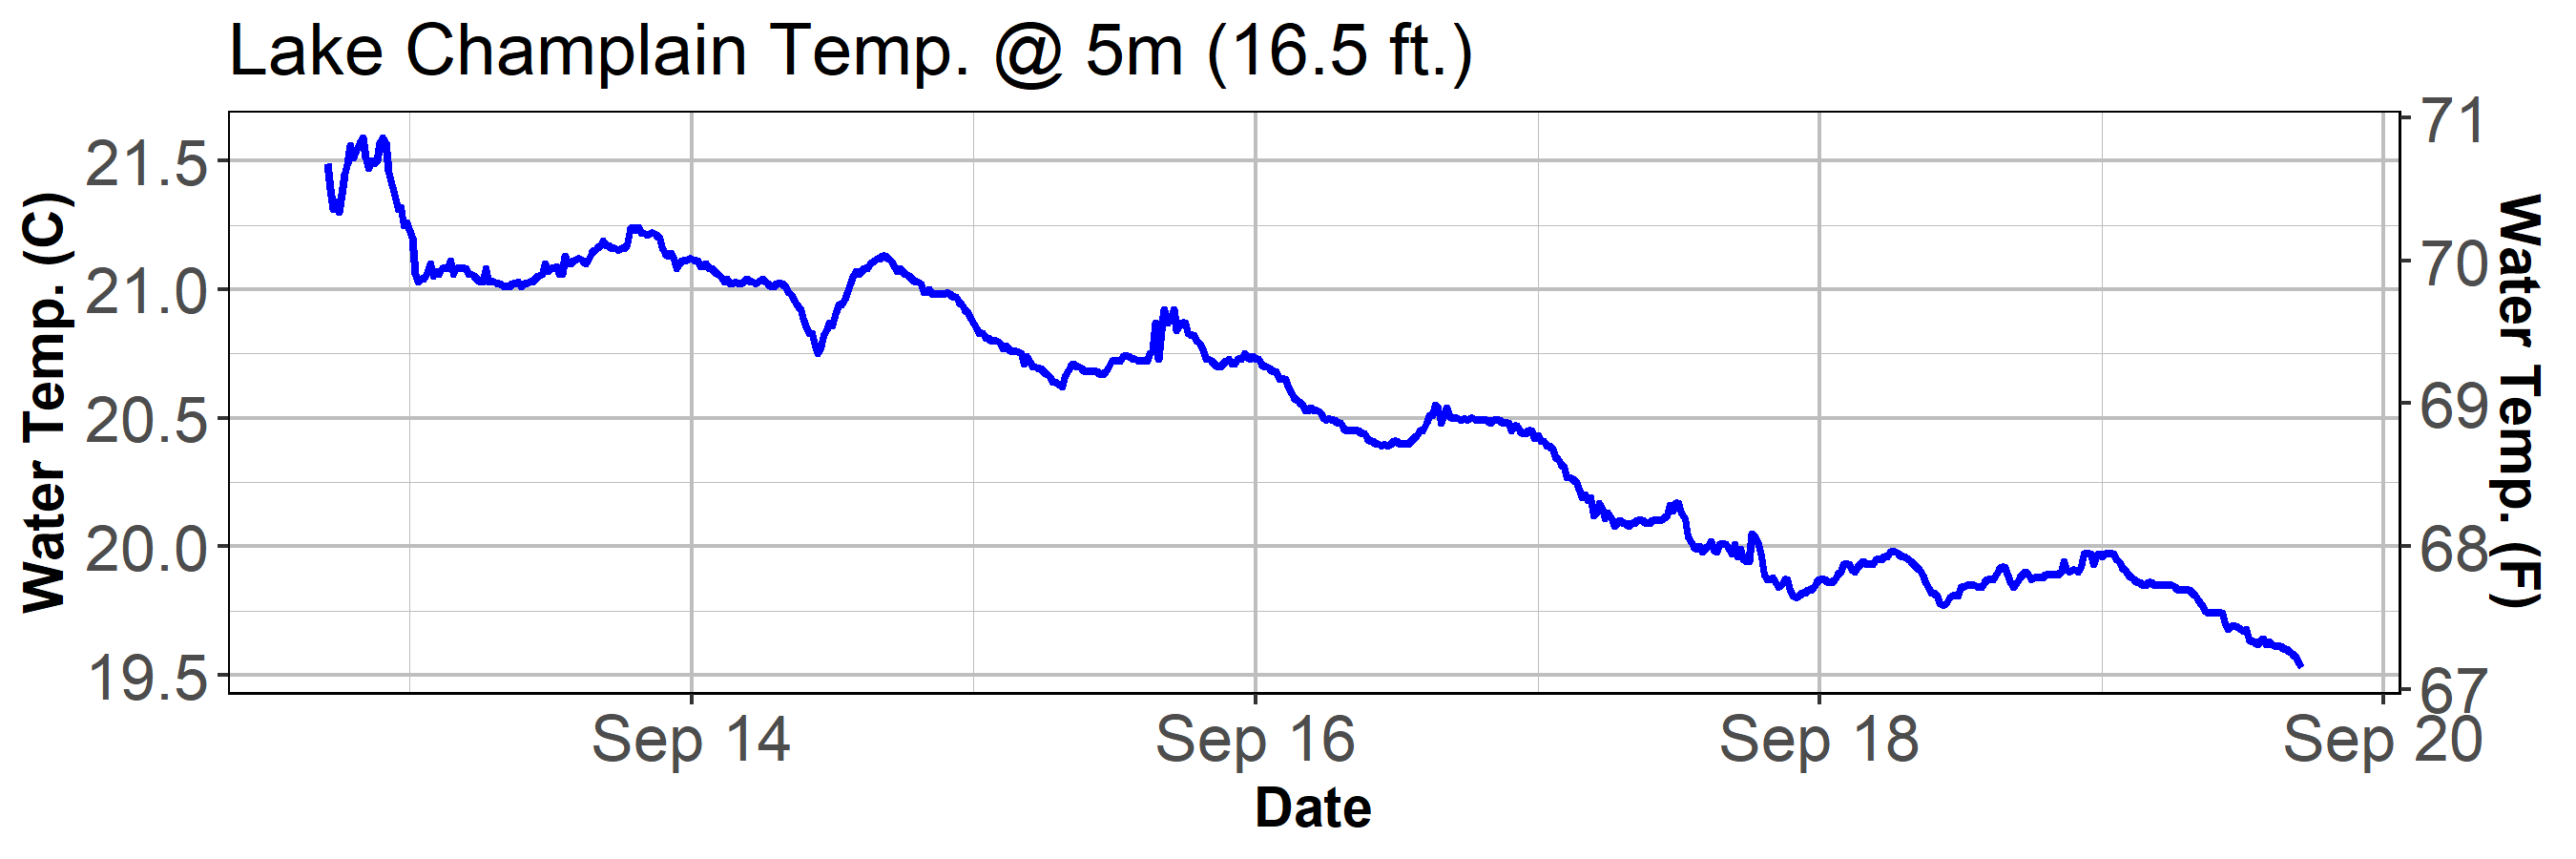 Lake Champlain Temp. @ 5m (16.5 ft.)
Water Temp. (C)
21.5
21.0
20.5
20.0
19.5
71
70
69
68
67
Water Temp. (F)
Sep 14
Sep 16
Sep 18
Sep 20
Date